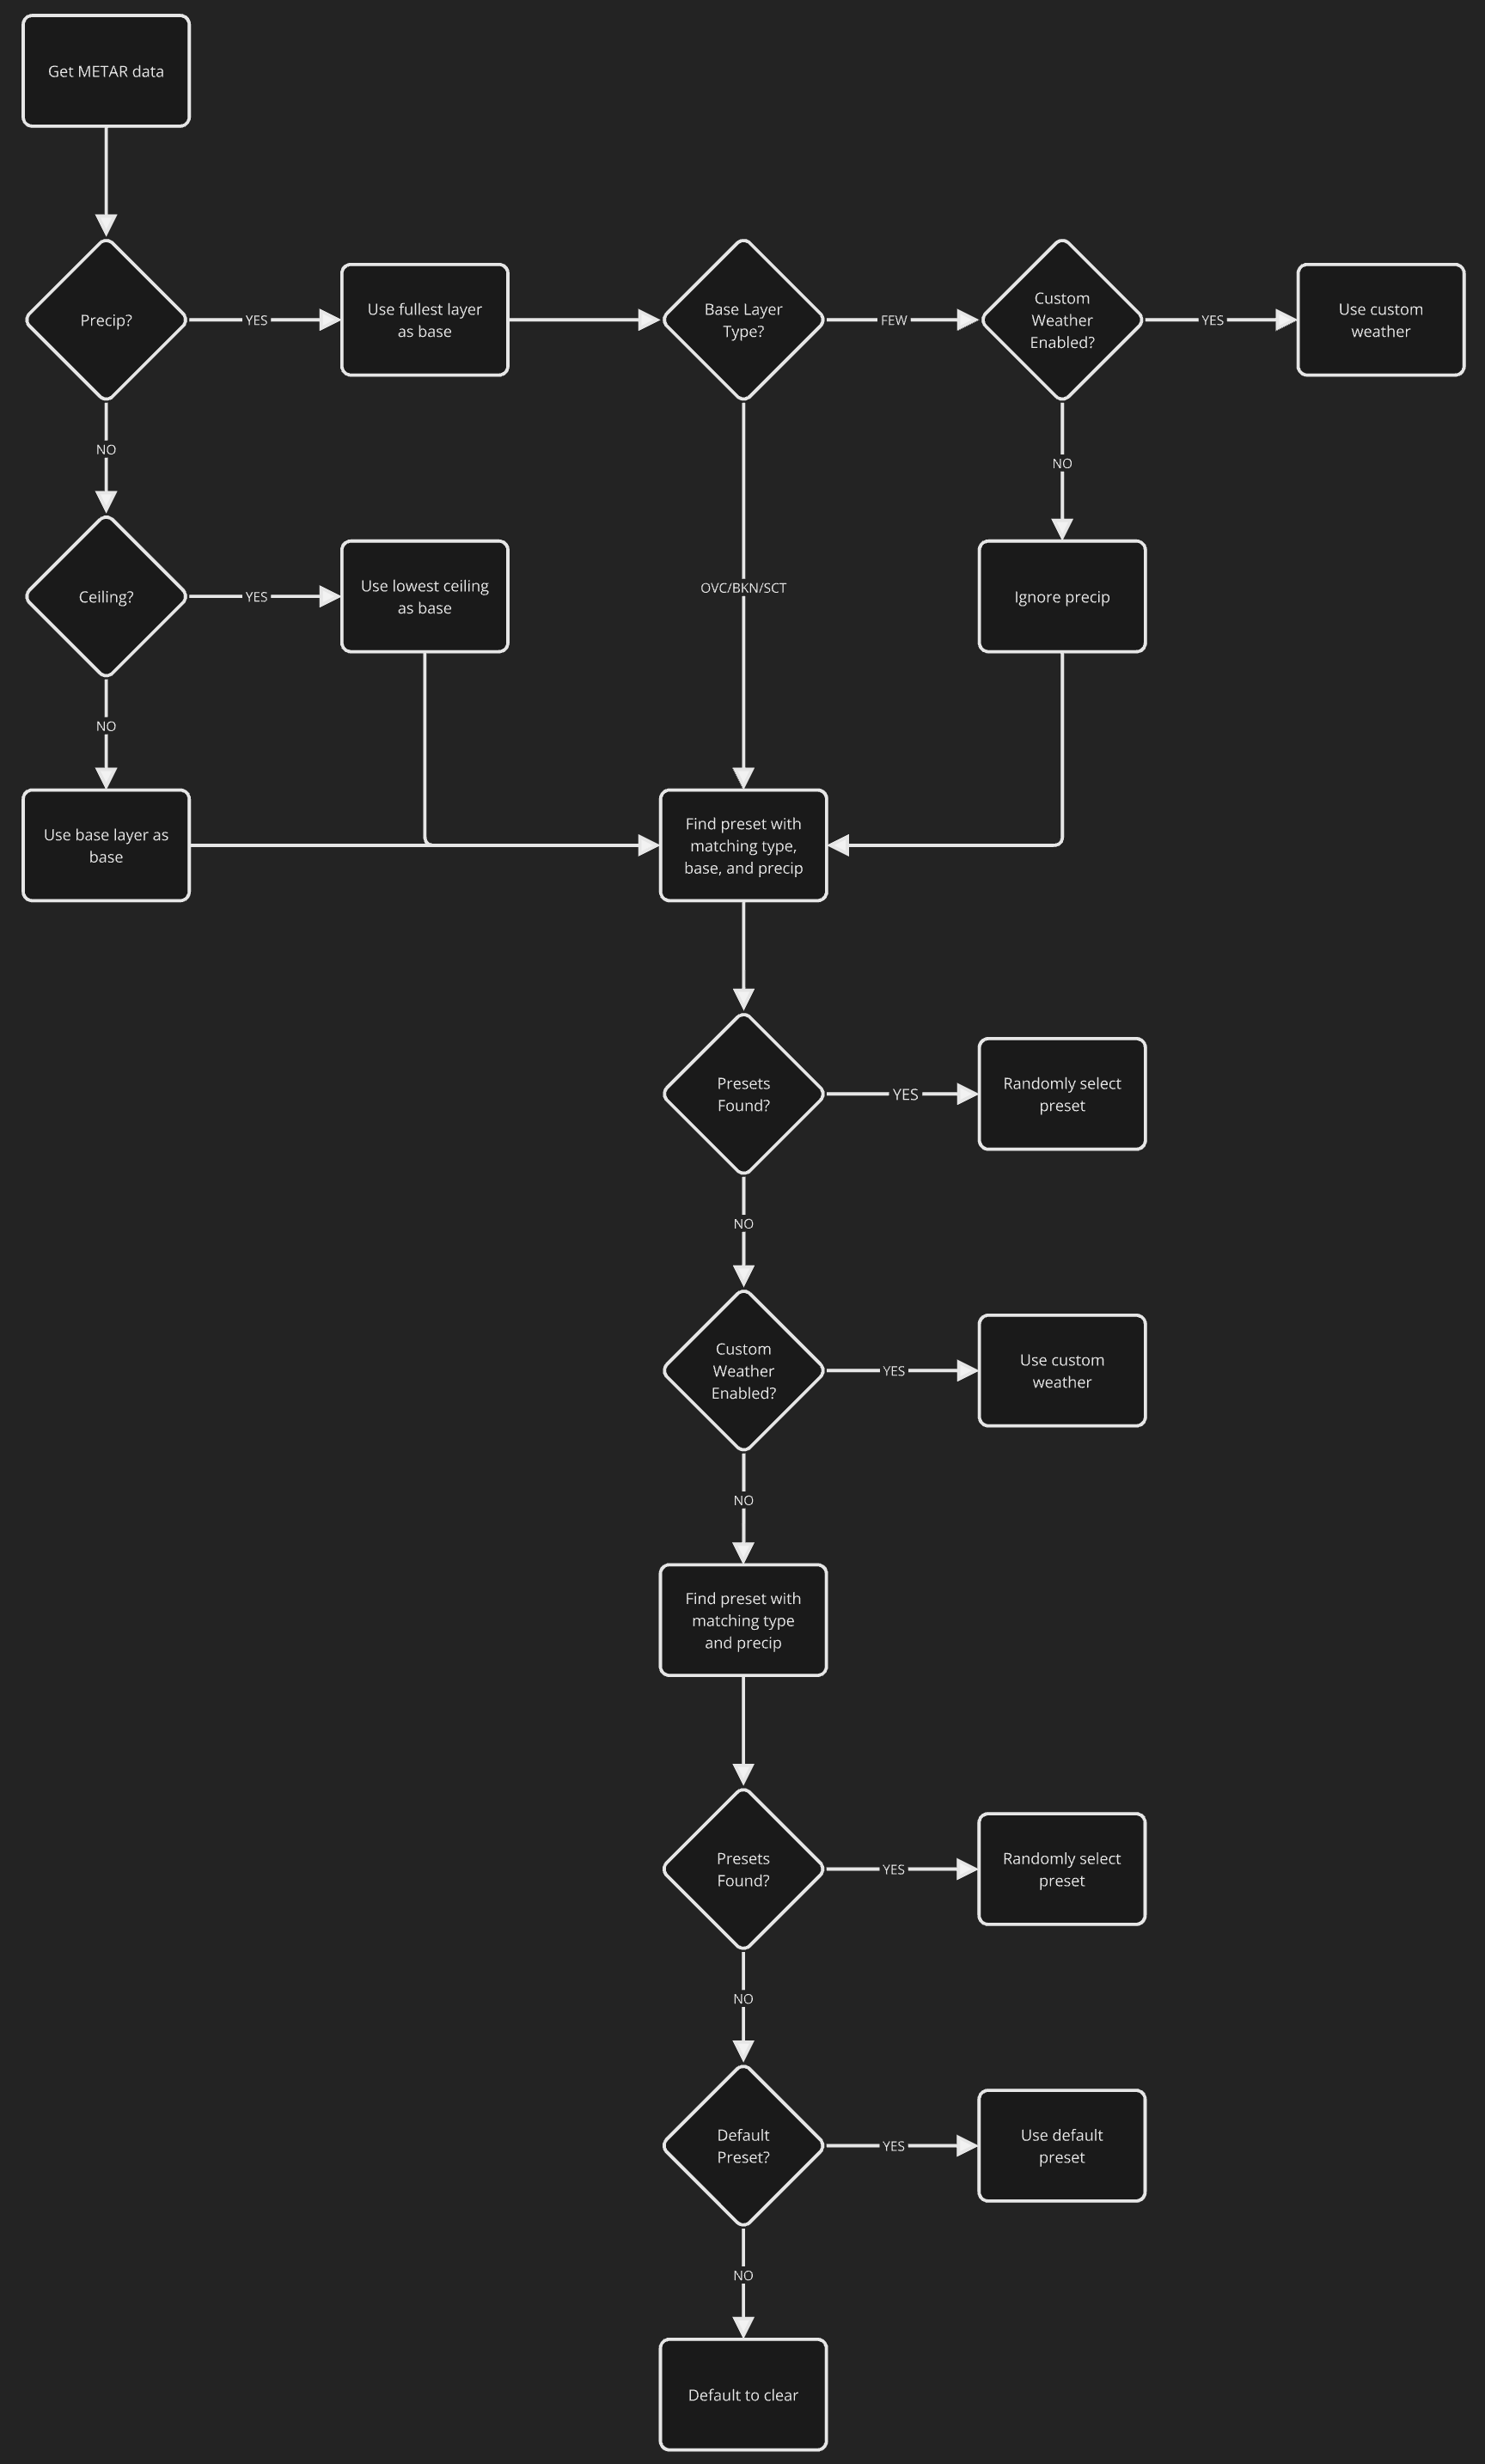 Get METAR data
Precip?
YES
Use fullest layer
as base
Base Layer
Type?
FEW
Custom
Weather
Enabled?
YES
Use custom
weather
NO
NO
Ceiling?
YES
Use lowest ceiling
as base
OVC/BKN/SCT
Ignore precip
NO
Use base layer as
base
Find preset with
matching type,
base, and precip
Presets
Found?
YES
Randomly select
preset
NO
Custom
Weather
Enabled?
YES
Use custom
weather
NO
Find preset with
matching type
and precip
Presets
Found?
YES
Randomly select
preset
NO
Default
Preset?
YES
Use default
preset
NO
Default to clear